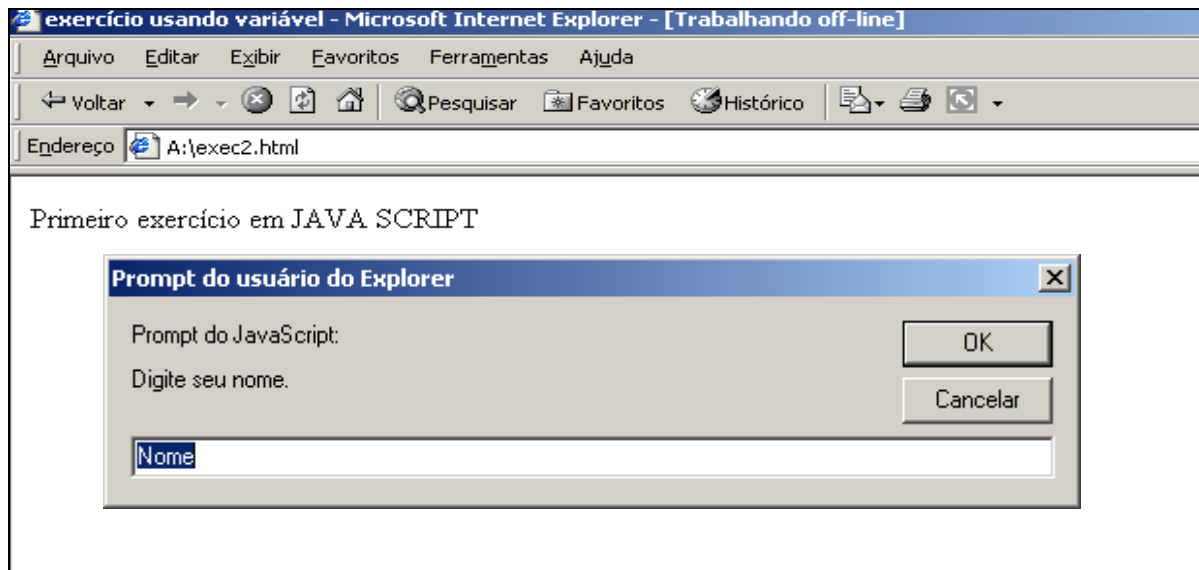 exercício usando variável - Microsoft Internet Explorer - [Trabalhando off-line]
Arquivo Editar Exibir Favoritos Ferramentas Ajuda
Voltar Pesquisar Favoritos Histórico
Endereço A:\exec2.html
Primeiro exercício em JAVA SCRIPT
Prompt do usuário do Explorer
Prompt do JavaScript:
OK
Digite seu nome.
Cancelar
Nome